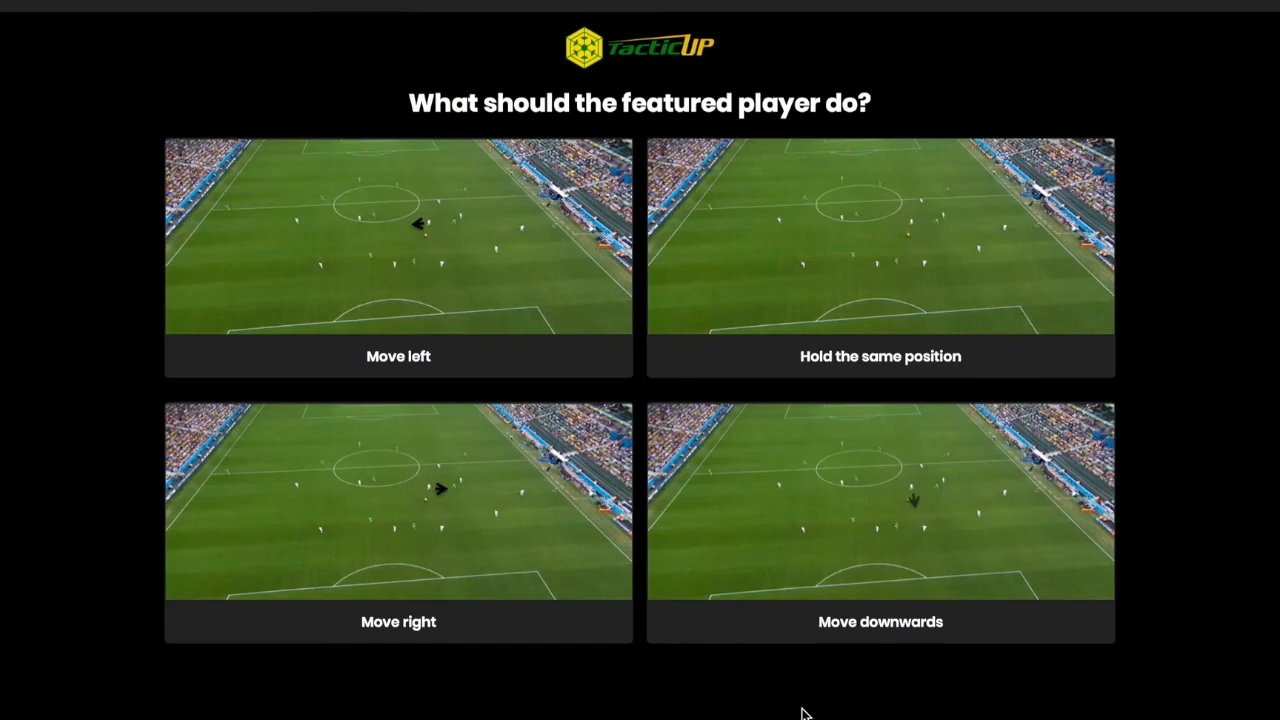 TacticUP
What should the featured player do?
Move left
Hold the same position
Move right
Move downwards